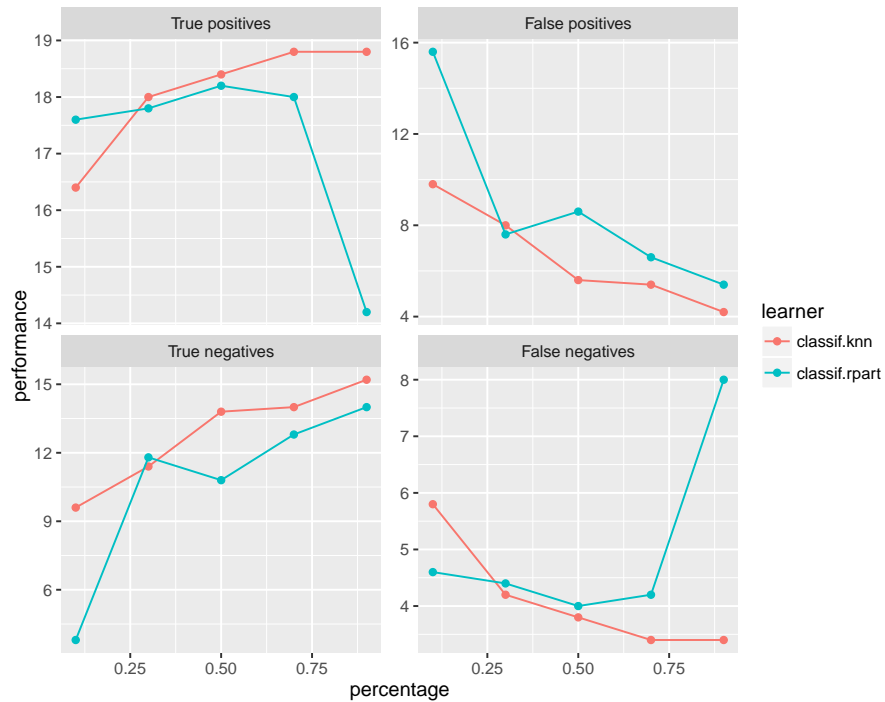 True positives
False positives
19
18
17
16
15
14
16
12
8
4
performance
True negatives
False negatives
15
12
9
6
8
7
6
5
4
0.25 0.50 0.75
0.25 0.50 0.75
percentage
learner
classif.knn
classif.rpart